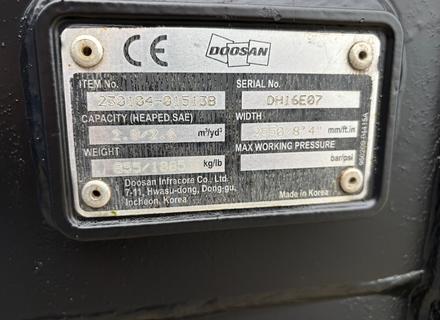 CE
DOOSAN
ITEM No.
SERIAL No.
DH16E07
CAPACITY (HEAPED,SAE)
m³/yd³
WIDTH
8'4"
mm/ft.in
WEIGHT
kg/lb
MAX WORKING PRESSURE
bar/psi
Doosan Infracore Co., Ltd.
7-11, Hwasu-dong, Dong-gu,
Incheon, Korea
Made in Korea